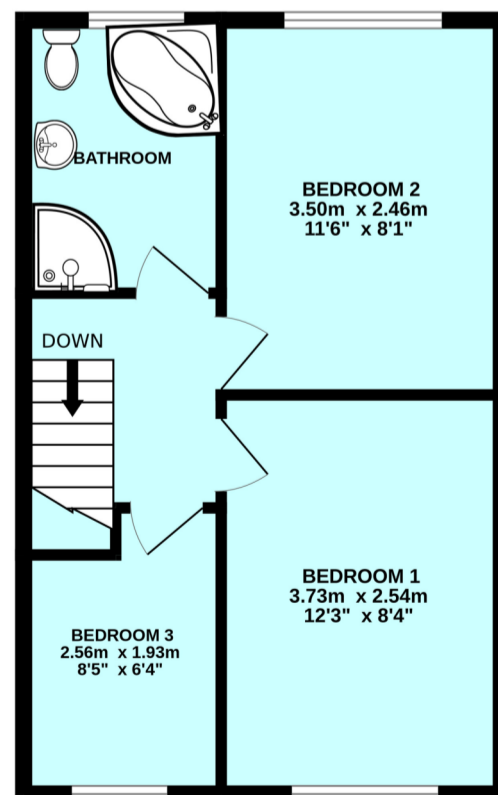 BATHROOM
BEDROOM 2
3.50m x 2.46m
11'6" x 8'1"
DOWN
BEDROOM 1
3.73m x 2.54m
12'3" x 8'4"
BEDROOM 3
2.56m x 1.93m
8'5" x 6'4"